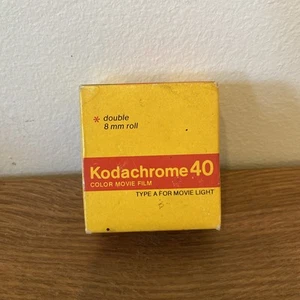 * double
8 mm roll
Kodachrome 40
COLOR MOVIE FILM
TYPE A FOR MOVIE LIGHT